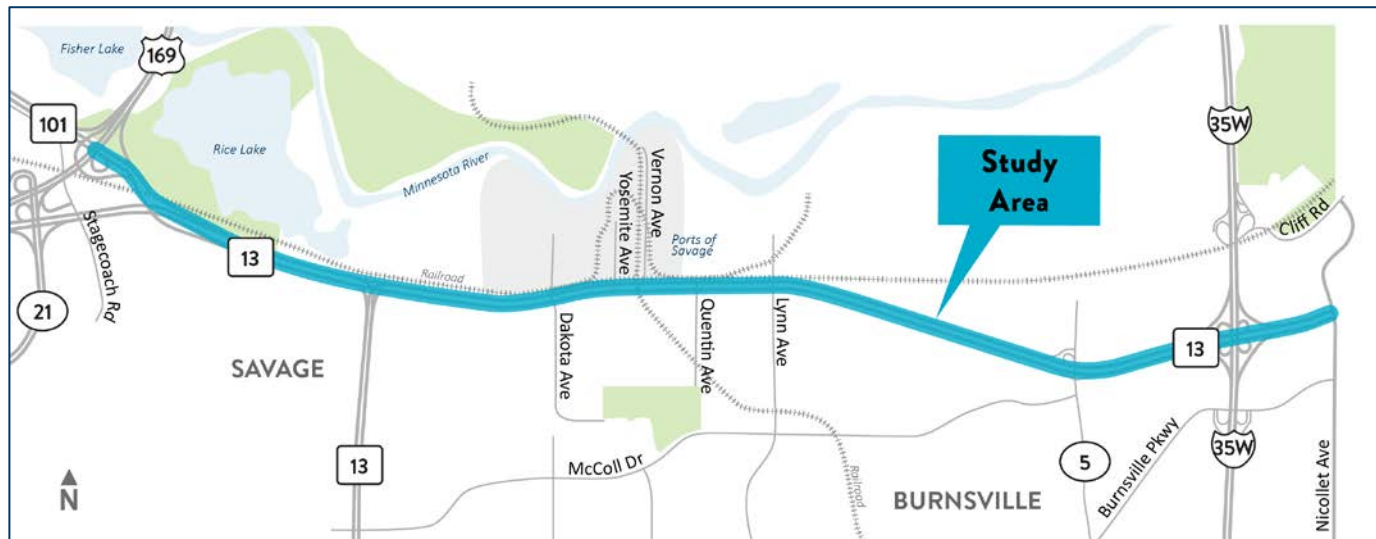 Fisher Lake
169
101
Rice Lake
Minnesota River
Stagecoach Rd
21
13
Railroad
SAVAGE
13
Dakota Ave
Yosemite Ave
Vernon Ave
Ports of
Savage
Quentin Ave
Lynn Ave
McColl Dr
Railroad
Study
Area
35W
Cliff Rd
13
5
Burnsville Pkwy
35W
Nicollet Ave
BURNSVILLE
N